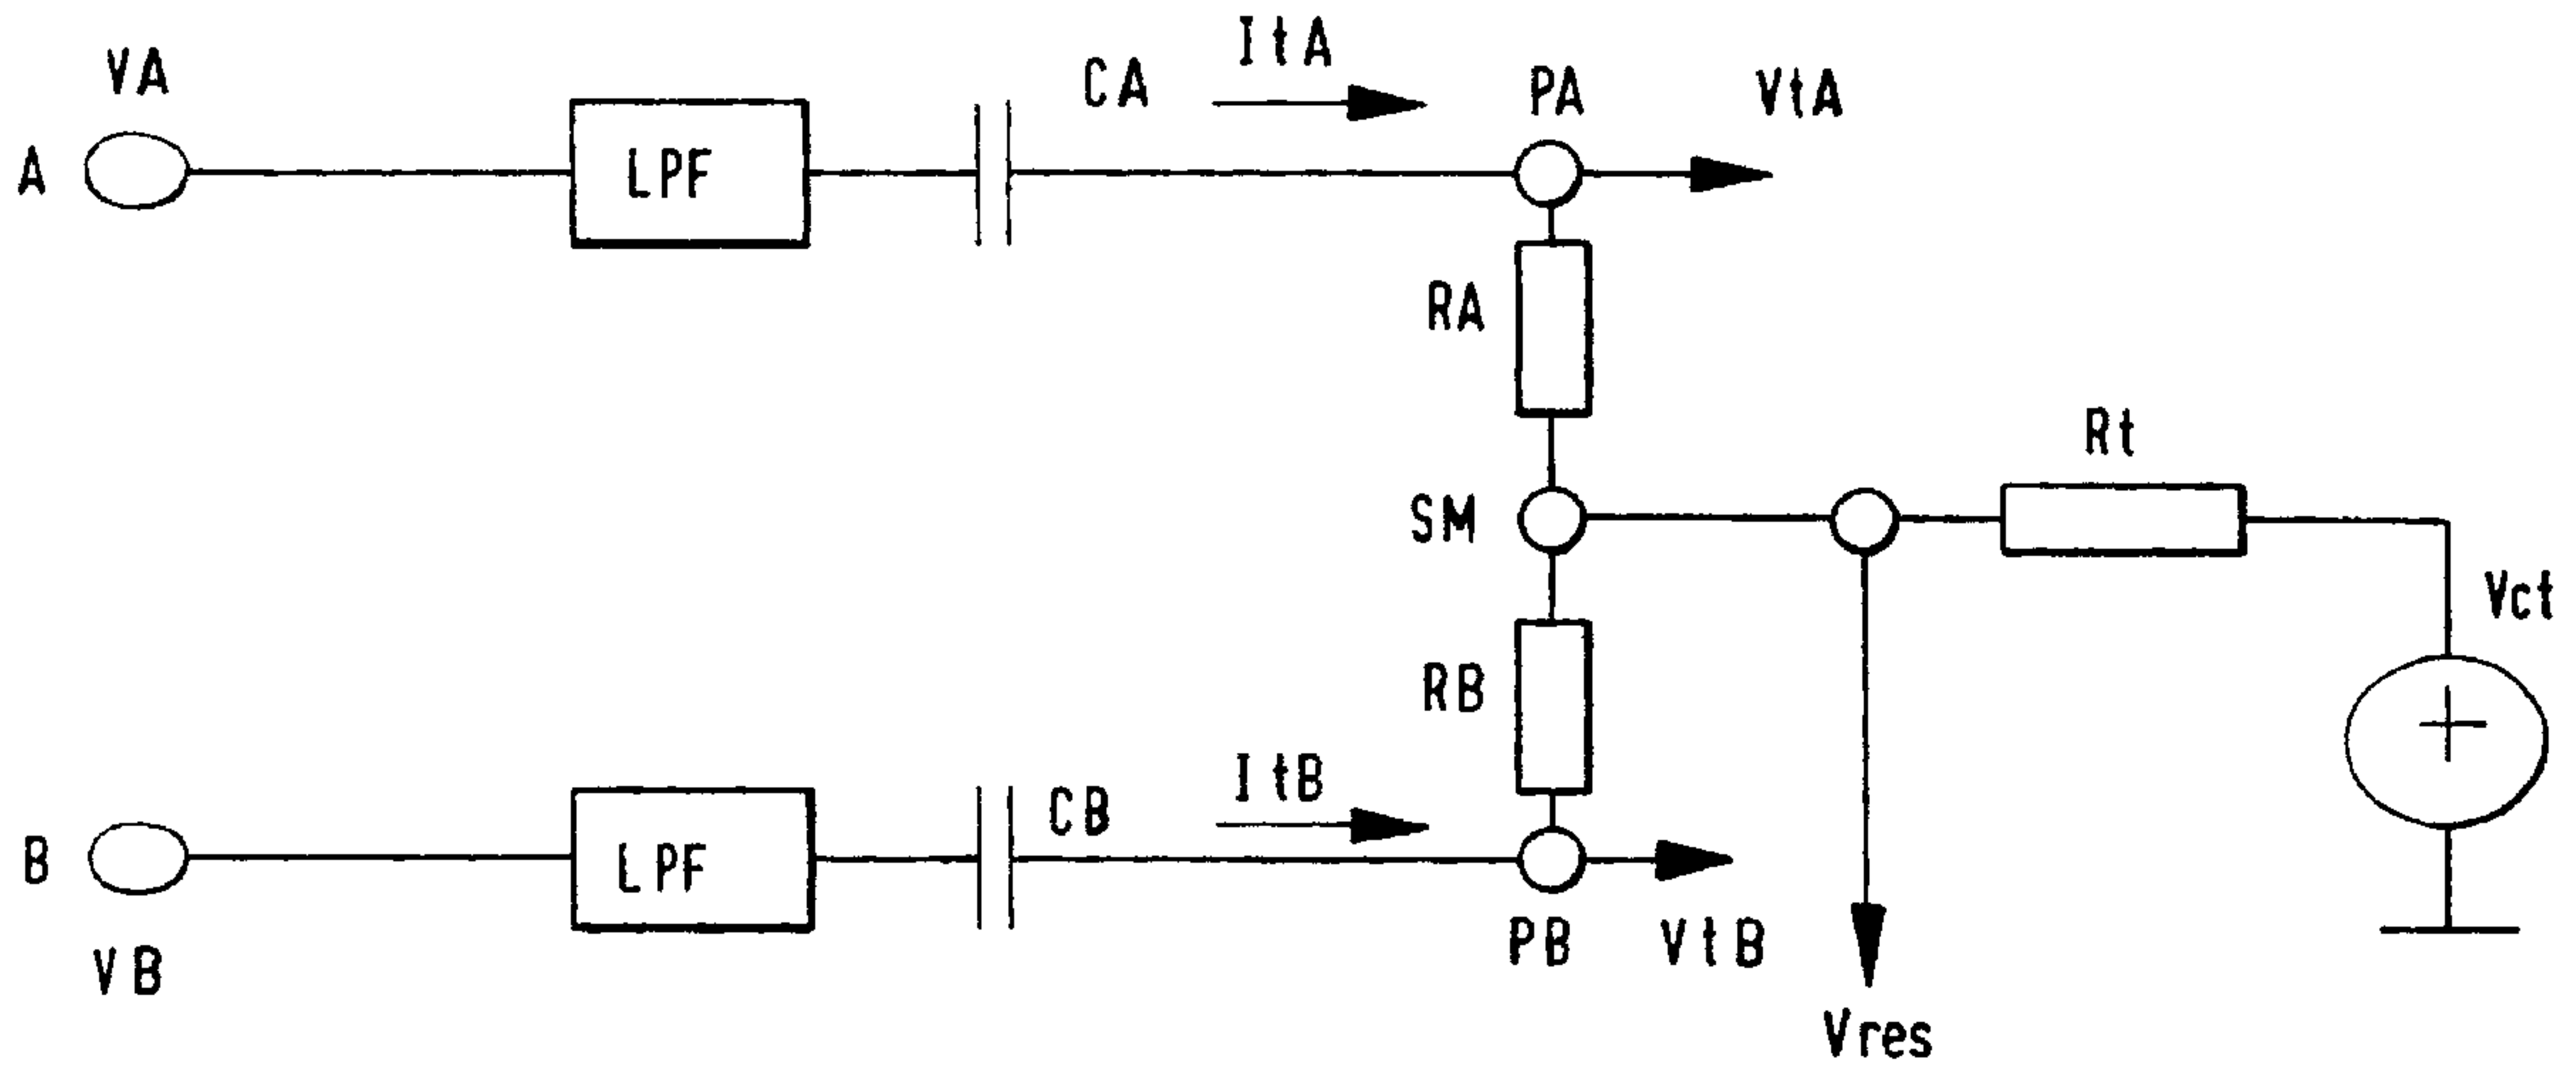 VA
A
LPF
CA
ItA
PA
VtA
RA
SM
Rt
Vct
RB
B
VB
LPF
CB
ItB
PB
VtB
Vres